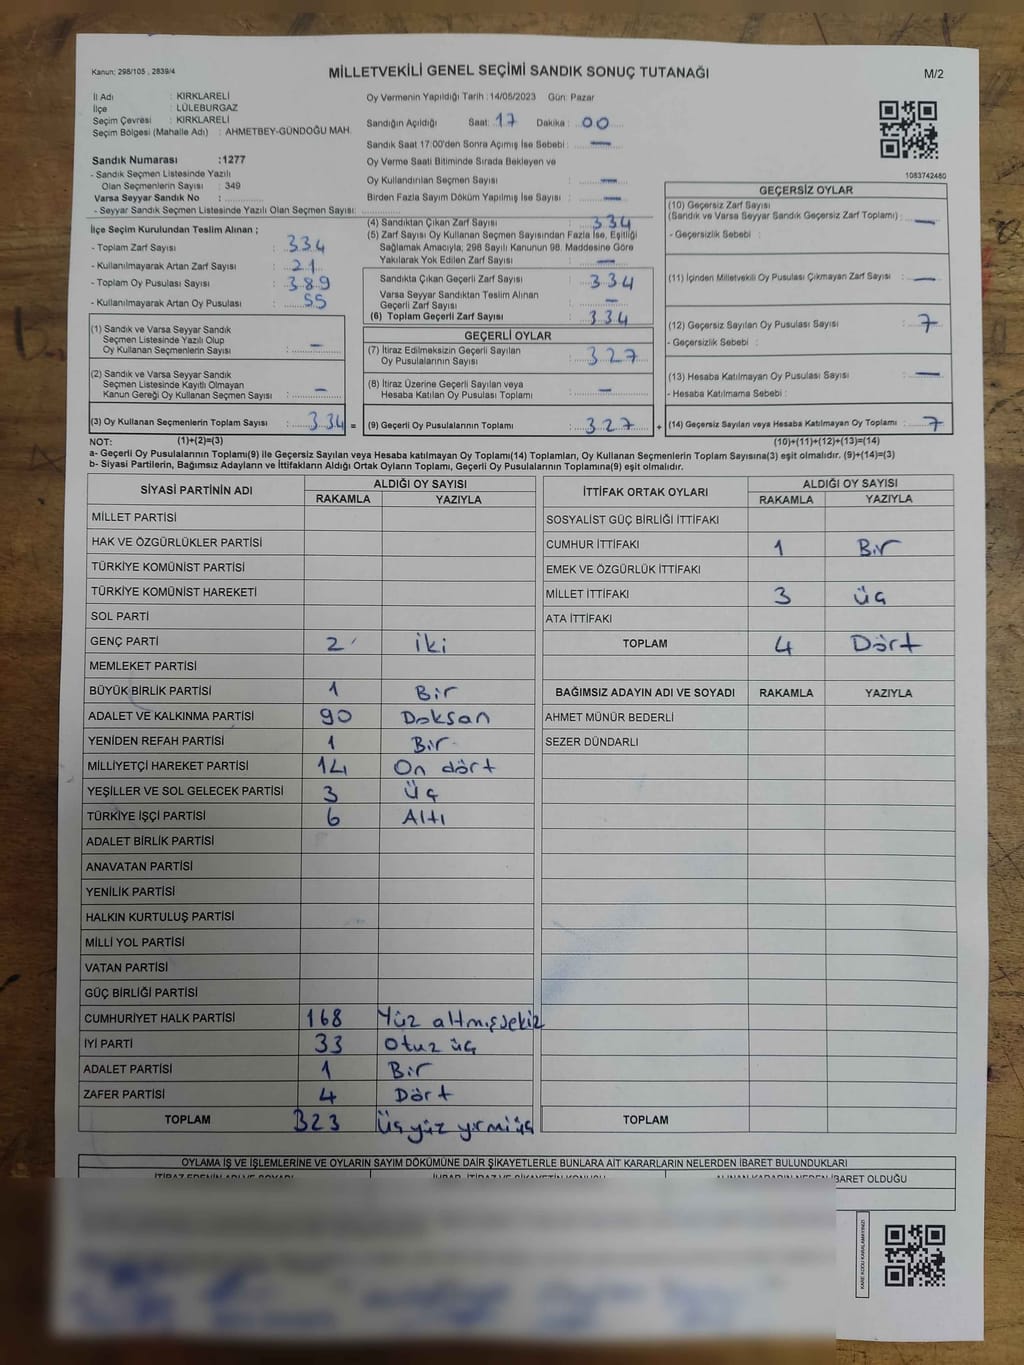 Kanun: 298/105 , 2839/4
MİLLETVEKİLİ GENEL SEÇİMİ SANDIK SONUÇ TUTANAĞI
M/2
İl Adı : KIRKLARELİ
İlçe : LÜLEBURGAZ
Seçim Çevresi : KIRKLARELİ
Seçim Bölgesi (Mahalle Adı) : AHMETBEY-GÜNDOĞU MAH.
Sandık Numarası :1277
- Sandık Seçmen Listesinde Yazılı
Olan Seçmenlerin Sayısı : 349
Varsa Seyyar Sandık No :
- Seyyar Sandık Seçmen Listesinde Yazılı Olan Seçmen Sayısı:
Oy Vermenin Yapıldığı Tarih : 14/05/2023 Gün: Pazar
Sandığın Açıldığı Saat: 17 Dakika : 00
Sandık Saat 17:00'den Sonra Açımış İse Sebebi : —
Oy Verme Saati Bitiminde Sırada Bekleyen ve
Oy Kullandırılan Seçmen Sayısı : —
Birden Fazla Sayım Döküm Yapılmış İse Sayısı : —
1083742480
İlçe Seçim Kurulundan Teslim Alınan ;
- Toplam Zarf Sayısı : 334
- Kullanılmayarak Artan Zarf Sayısı : 21
- Toplam Oy Pusulası Sayısı : 389
- Kullanılmayarak Artan Oy Pusulası : 55
(1) Sandık ve Varsa Seyyar Sandık
Seçmen Listesinde Yazılı Olup
Oy Kullanan Seçmenlerin Sayısı : —
(2) Sandık ve Varsa Seyyar Sandık
Seçmen Listesinde Kayıtlı Olmayan
Kanun Gereği Oy Kullanan Seçmen Sayısı : —
(3) Oy Kullanan Seçmenlerin Toplam Sayısı : 334 =
(4) Sandıktan Çıkan Zarf Sayısı : 334
(5) Zarf Sayısı Oy Kullanan Seçmen Sayısından Fazla İse, Eşitliği
Sağlamak Amacıyla; 298 Sayılı Kanunun 98. Maddesine Göre
Yakılarak Yok Edilen Zarf Sayısı : —
Sandıkta Çıkan Geçerli Zarf Sayısı : 334
Varsa Seyyar Sandıktan Teslim Alınan
Geçerli Zarf Sayısı : —
(6) Toplam Geçerli Zarf Sayısı : 334
GEÇERLİ OYLAR
(7) İtiraz Edilmeksizin Geçerli Sayılan
Oy Pusulalarının Sayısı : 327
(8) İtiraz Üzerine Geçerli Sayılan veya
Hesaba Katılan Oy Pusulası Toplamı : —
(9) Geçerli Oy Pusulalarının Toplamı : 327 +
GEÇERSİZ OYLAR
(10) Geçersiz Zarf Sayısı
(Sandık ve Varsa Seyyar Sandık Geçersiz Zarf Toplamı) : —
- Geçersizlik Sebebi :
(11) İçinden Milletvekili Oy Pusulası Çıkmayan Zarf Sayısı : —
(12) Geçersiz Sayılan Oy Pusulası Sayısı : 7
- Geçersizlik Sebebi :
(13) Hesaba Katılmayan Oy Pusulası Sayısı : —
- Hesaba Katılmama Sebebi :
(14) Geçersiz Sayılan veya Hesaba Katılmayan Oy Toplamı : 7
NOT: (1)+(2)=(3) (10)+(11)+(12)+(13)=(14)
a- Geçerli Oy Pusulalarının Toplamı(9) ile Geçersiz Sayılan veya Hesaba katılmayan Oy Toplamı(14) Toplamları, Oy Kullanan Seçmenlerin Toplam Sayısına(3) eşit olmalıdır. (9)+(14)=(3)
b- Siyasi Partilerin, Bağımsız Adayların ve İttifakların Aldığı Ortak Oyların Toplamı, Geçerli Oy Pusulalarının Toplamına(9) eşit olmalıdır.
SİYASİ PARTİNİN ADI ALDIĞI OY SAYISI
RAKAMLA YAZIYLA
MİLLET PARTİSİ
HAK VE ÖZGÜRLÜKLER PARTİSİ
TÜRKİYE KOMÜNİST PARTİSİ
TÜRKİYE KOMÜNİST HAREKETİ
SOL PARTİ
GENÇ PARTİ 2 iki
MEMLEKET PARTİSİ
BÜYÜK BİRLİK PARTİSİ 1 Bir
ADALET VE KALKINMA PARTİSİ 90 Doksan
YENİDEN REFAH PARTİSİ 1 Bir
MİLLİYETÇİ HAREKET PARTİSİ 14 On dört
YEŞİLLER VE SOL GELECEK PARTİSİ 3 Üç
TÜRKİYE İŞÇİ PARTİSİ 6 Altı
ADALET BİRLİK PARTİSİ
ANAVATAN PARTİSİ
YENİLİK PARTİSİ
HALKIN KURTULUŞ PARTİSİ
MİLLİ YOL PARTİSİ
VATAN PARTİSİ
GÜÇ BİRLİĞİ PARTİSİ
CUMHURİYET HALK PARTİSİ 168 Yüz altmışsekiz
İYİ PARTİ 33 Otuz üç
ADALET PARTİSİ 1 Bir
ZAFER PARTİSİ 4 Dört
TOPLAM 323 Üçyüz yirmiüç
İTTİFAK ORTAK OYLARI ALDIĞI OY SAYISI
RAKAMLA YAZIYLA
SOSYALİST GÜÇ BİRLİĞİ İTTİFAKI
CUMHUR İTTİFAKI 1 Bir
EMEK VE ÖZGÜRLÜK İTTİFAKI
MİLLET İTTİFAKI 3 üç
ATA İTTİFAKI
TOPLAM 4 Dört
BAĞIMSIZ ADAYIN ADI VE SOYADI RAKAMLA YAZIYLA
AHMET MÜNÜR BEDERLİ
SEZER DÜNDARLI
TOPLAM
OYLAMA İŞ VE İŞLEMLERİNE VE OYLARIN SAYIM DÖKÜMÜNE DAİR ŞİKAYETLERLE BUNLARA AİT KARARLARIN NELERDEN İBARET BULUNDUKLARI
İTİRAZ EDENİN ADI VE SOYADI İHBAR, İTİRAZ VE ŞİKAYETİN KONUSU ALINAN KARARIN NEDEN İBARET OLDUĞU
KARE KODU KARALAMAYINIZ!